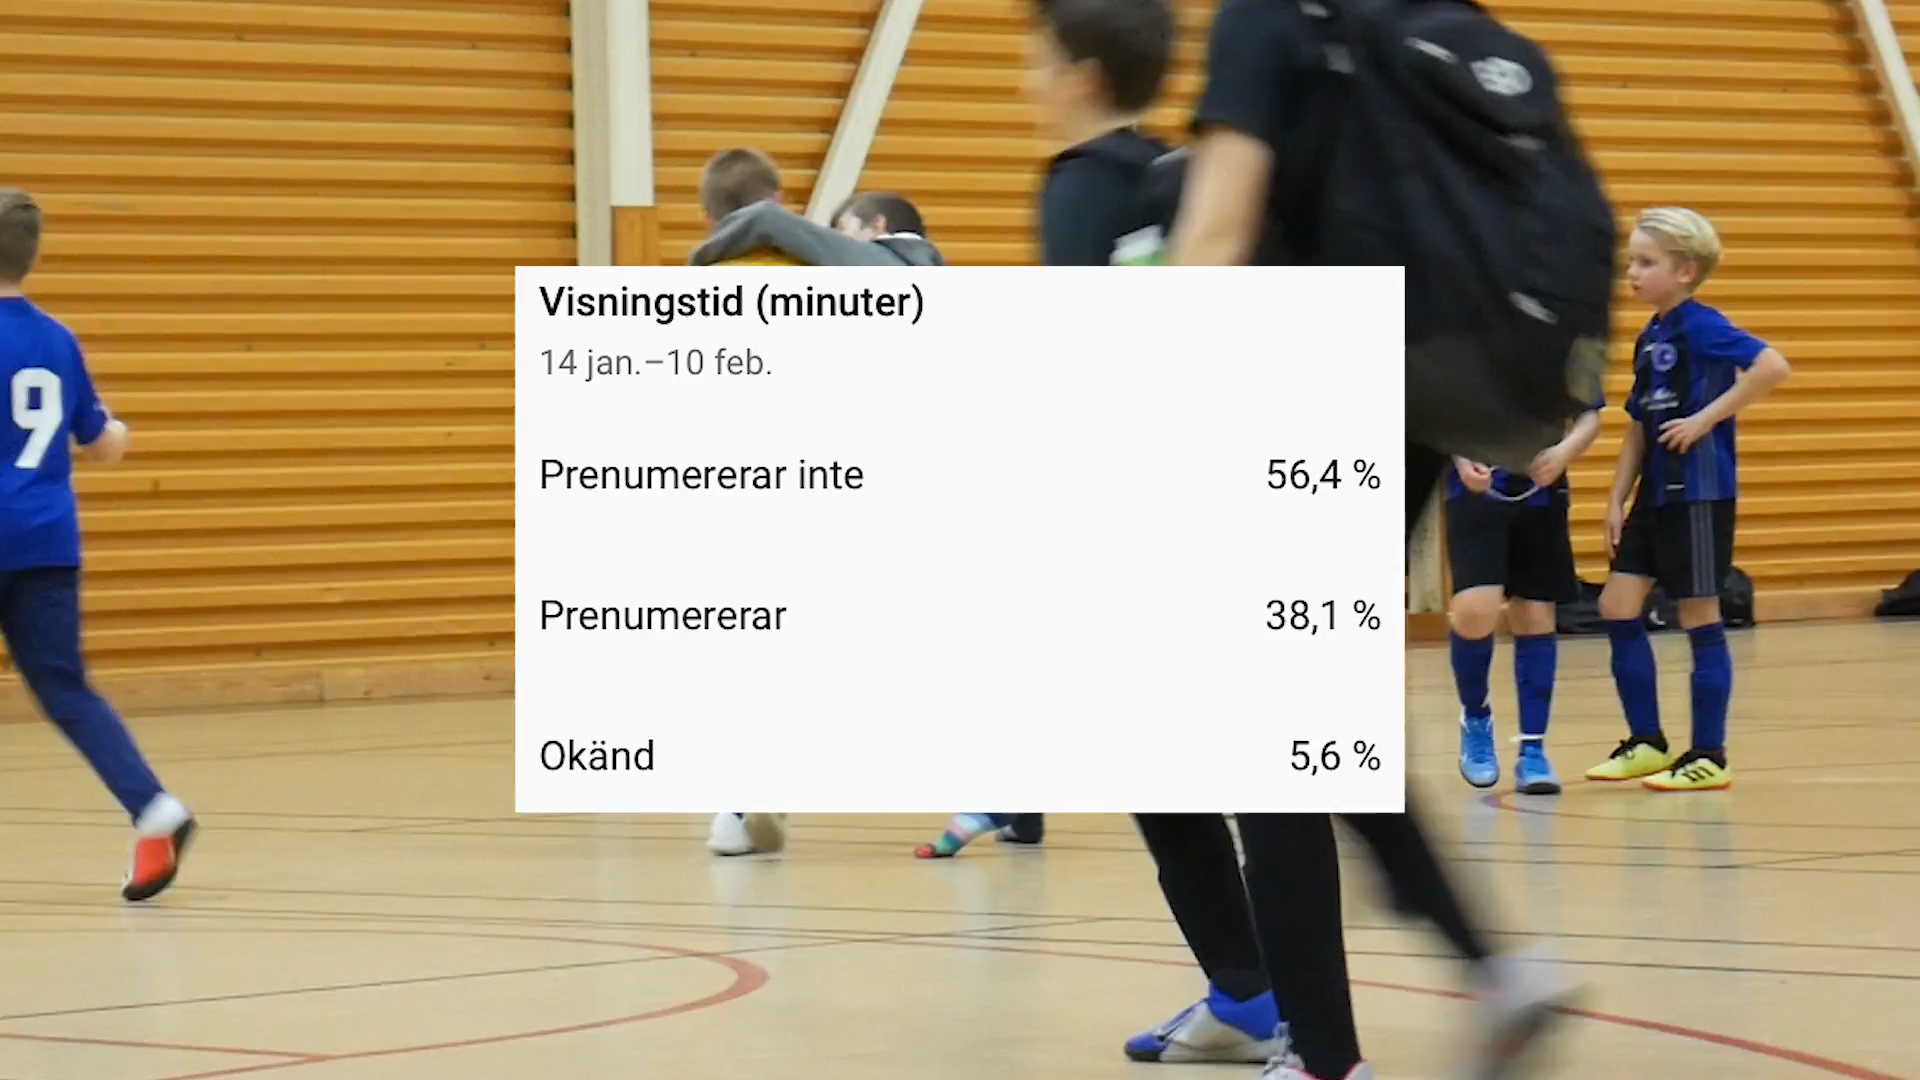 9
Visningstid (minuter)
14 jan.–10 feb.
Prenumererar inte 56,4 %
Prenumererar 38,1 %
Okänd 5,6 %